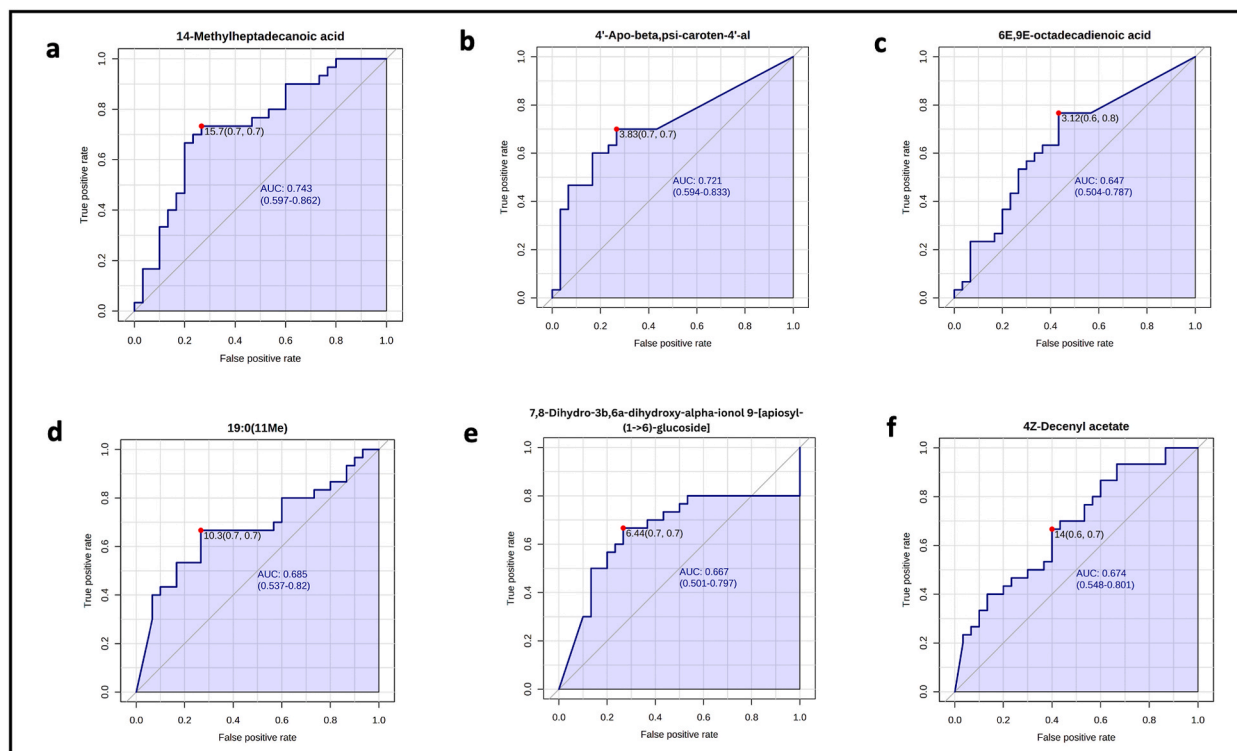 a
14-Methylheptadecanoic acid
True positive rate
1.0
0.8
0.6
0.4
0.2
0.0
15.7(0.7, 0.7)
AUC: 0.743
(0.597-0.862)
0.0 0.2 0.4 0.6 0.8 1.0
False positive rate
b
4'-Apo-beta,psi-caroten-4'-al
True positive rate
1.0
0.8
0.6
0.4
0.2
0.0
3.83(0.7, 0.7)
AUC: 0.721
(0.594-0.833)
0.0 0.2 0.4 0.6 0.8 1.0
False positive rate
c
6E,9E-octadecadienoic acid
True positive rate
1.0
0.8
0.6
0.4
0.2
0.0
3.12(0.6, 0.8)
AUC: 0.647
(0.504-0.787)
0.0 0.2 0.4 0.6 0.8 1.0
False positive rate
d
19:0(11Me)
True positive rate
1.0
0.8
0.6
0.4
0.2
0.0
10.3(0.7, 0.7)
AUC: 0.685
(0.537-0.82)
0.0 0.2 0.4 0.6 0.8 1.0
False positive rate
e
7,8-Dihydro-3b,6a-dihydroxy-alpha-ionol 9-[apiosyl-
(1->6)-glucoside]
True positive rate
1.0
0.8
0.6
0.4
0.2
0.0
6.44(0.7, 0.7)
AUC: 0.667
(0.501-0.797)
0.0 0.2 0.4 0.6 0.8 1.0
False positive rate
f
4Z-Decenyl acetate
True positive rate
1.0
0.8
0.6
0.4
0.2
0.0
14(0.6, 0.7)
AUC: 0.674
(0.548-0.801)
0.0 0.2 0.4 0.6 0.8 1.0
False positive rate